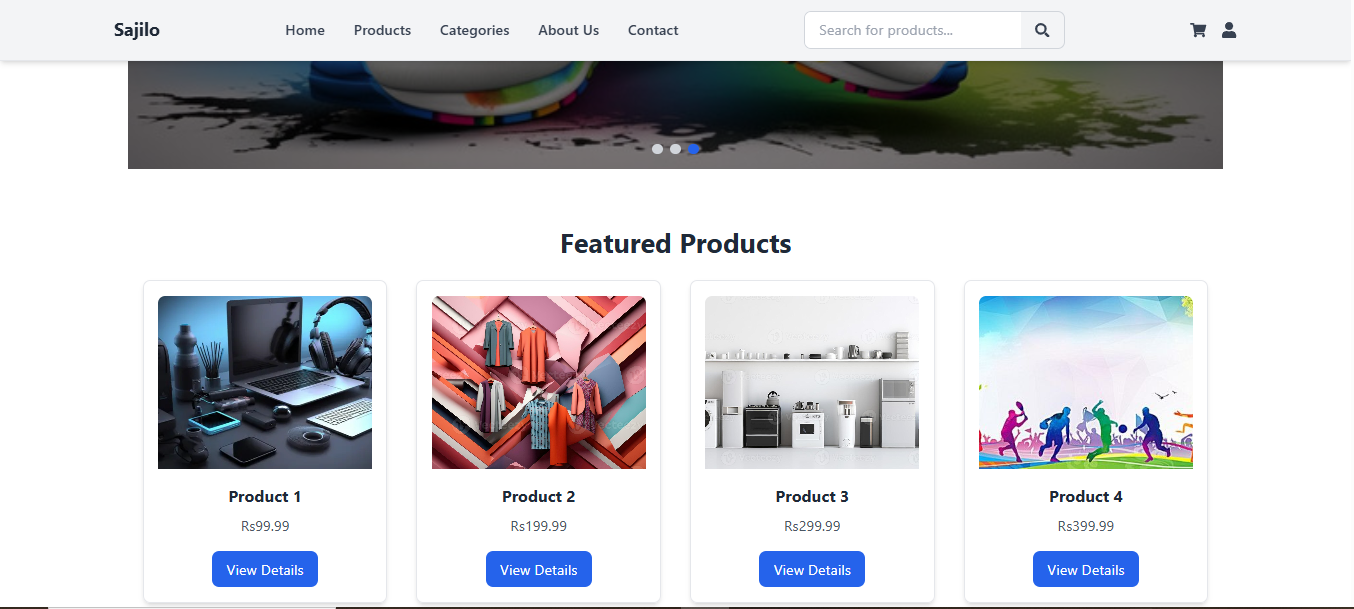 Sajilo
Home Products Categories About Us Contact
Search for products...
Featured Products
Product 1
Rs99.99
View Details
Product 2
Rs199.99
View Details
Product 3
Rs299.99
View Details
Product 4
Rs399.99
View Details